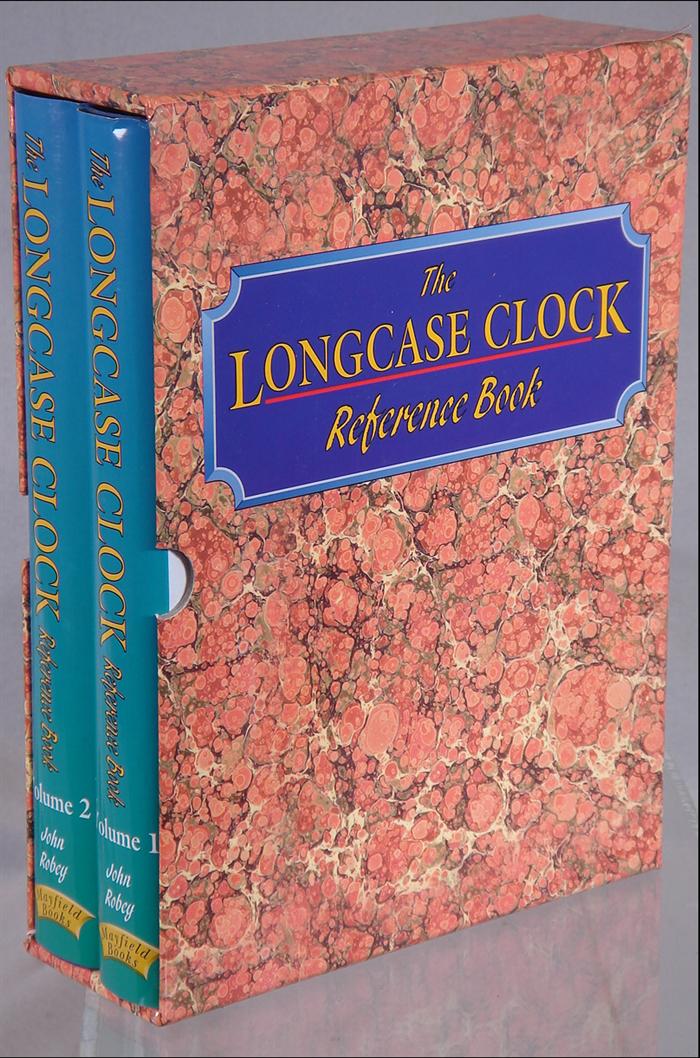 The
LONGCASE CLOCK
Reference Book
The LONGCASE CLOCK Reference Book
olume 2
John
Robey
Mayfield
Books
The LONGCASE CLOCK Reference Book
olume 1
John
Robey
Mayfield
Books